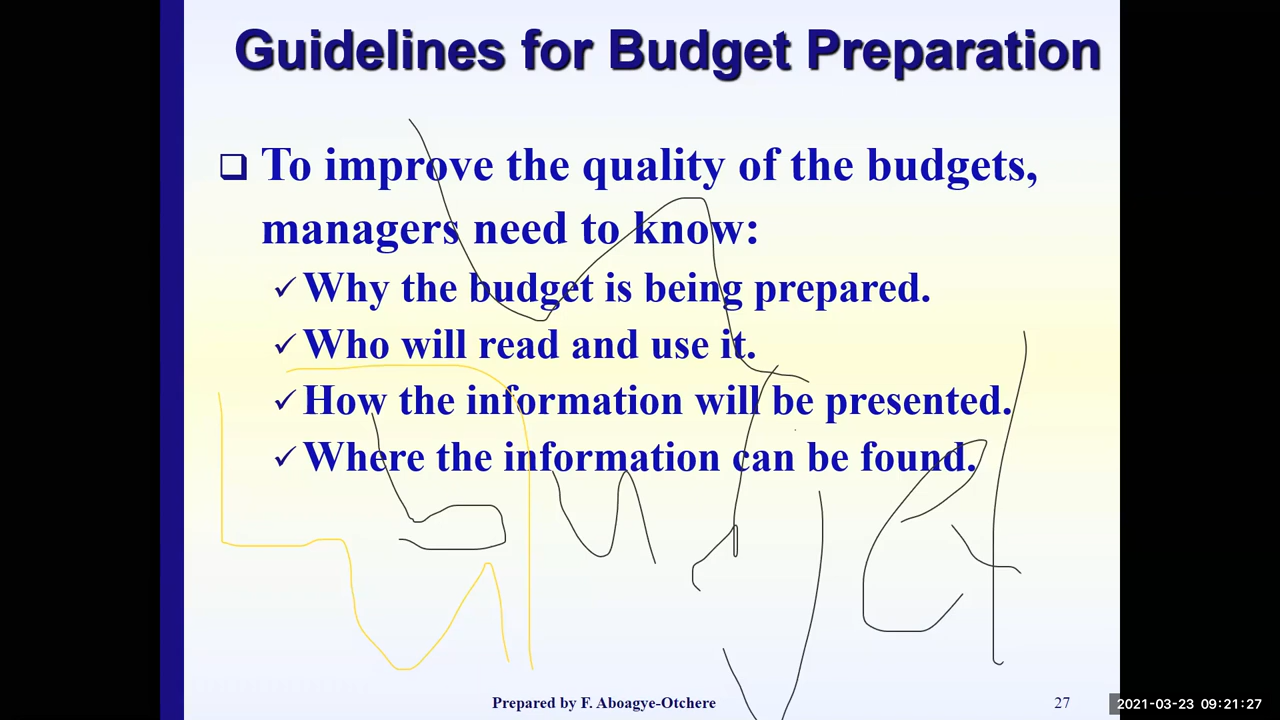 Guidelines for Budget Preparation
To improve the quality of the budgets,
managers need to know:
Why the budget is being prepared.
Who will read and use it.
How the information will be presented.
Where the information can be found.
budget
Prepared by F. Aboagye-Otchere
27
2021-03-23 09:21:27